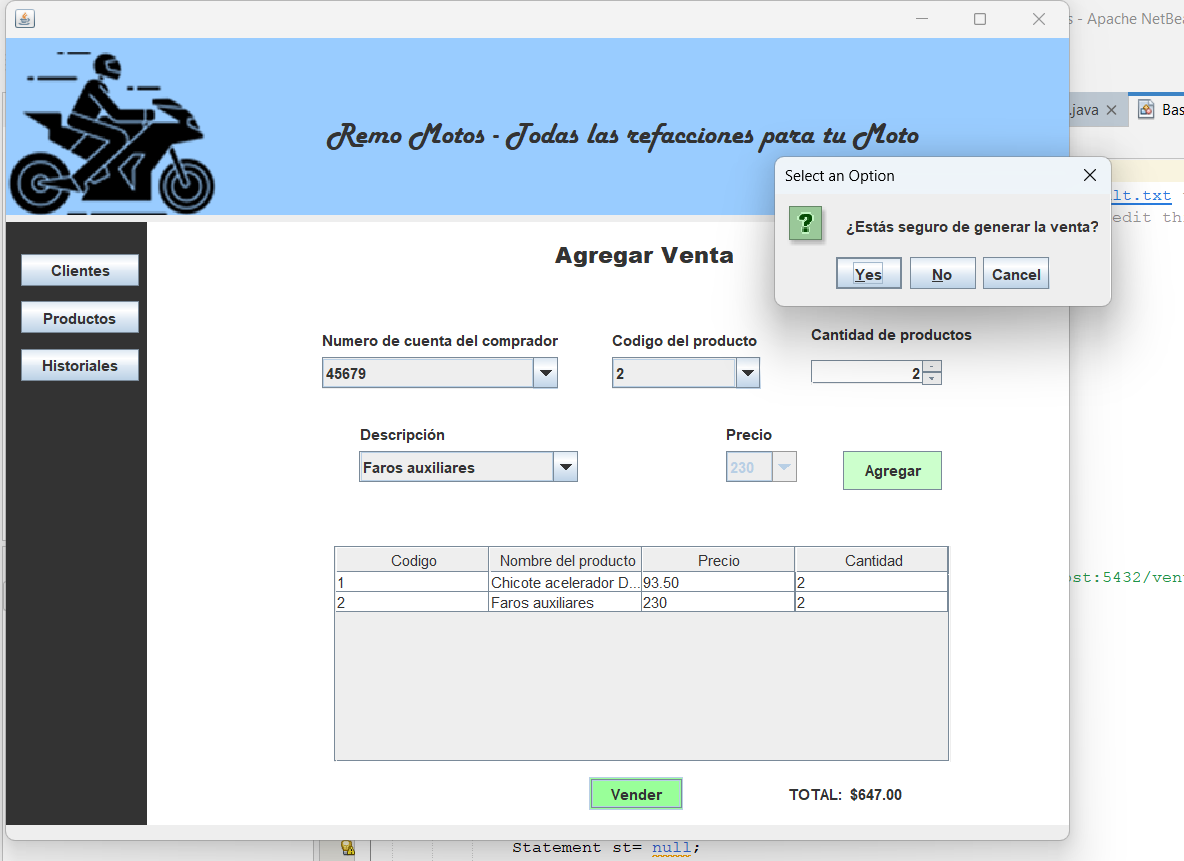 s - Apache NetBea
Remo Motos - Todas las refacciones para tu Moto
.java
Bas
Select an Option
¿Estás seguro de generar la venta?
Yes
No
Cancel
lt.txt
edit thi
Clientes
Productos
Historiales
Agregar Venta
Numero de cuenta del comprador
Codigo del producto
Cantidad de productos
45679
2
2
Descripción
Precio
Faros auxiliares
230
Agregar
Codigo Nombre del producto Precio Cantidad
1 Chicote acelerador D... 93.50 2
2 Faros auxiliares 230 2
ost:5432/vent
Vender
TOTAL: $647.00
Statement st= null;